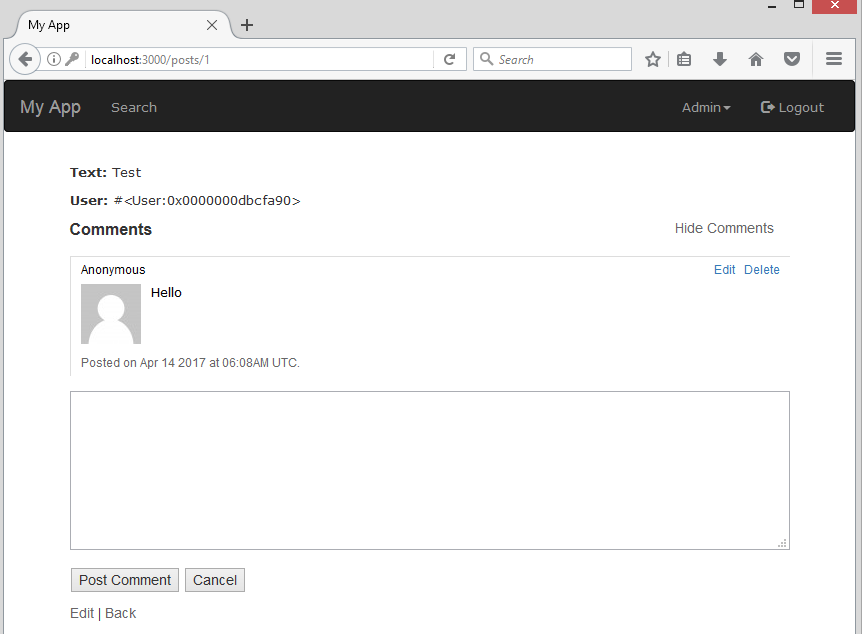 My App
localhost:3000/posts/1
Search
My App Search Admin Logout
Text: Test
User: #<User:0x0000000dbcfa90>
Comments Hide Comments
Anonymous Edit Delete
Hello
Posted on Apr 14 2017 at 06:08AM UTC.
Post Comment Cancel
Edit | Back